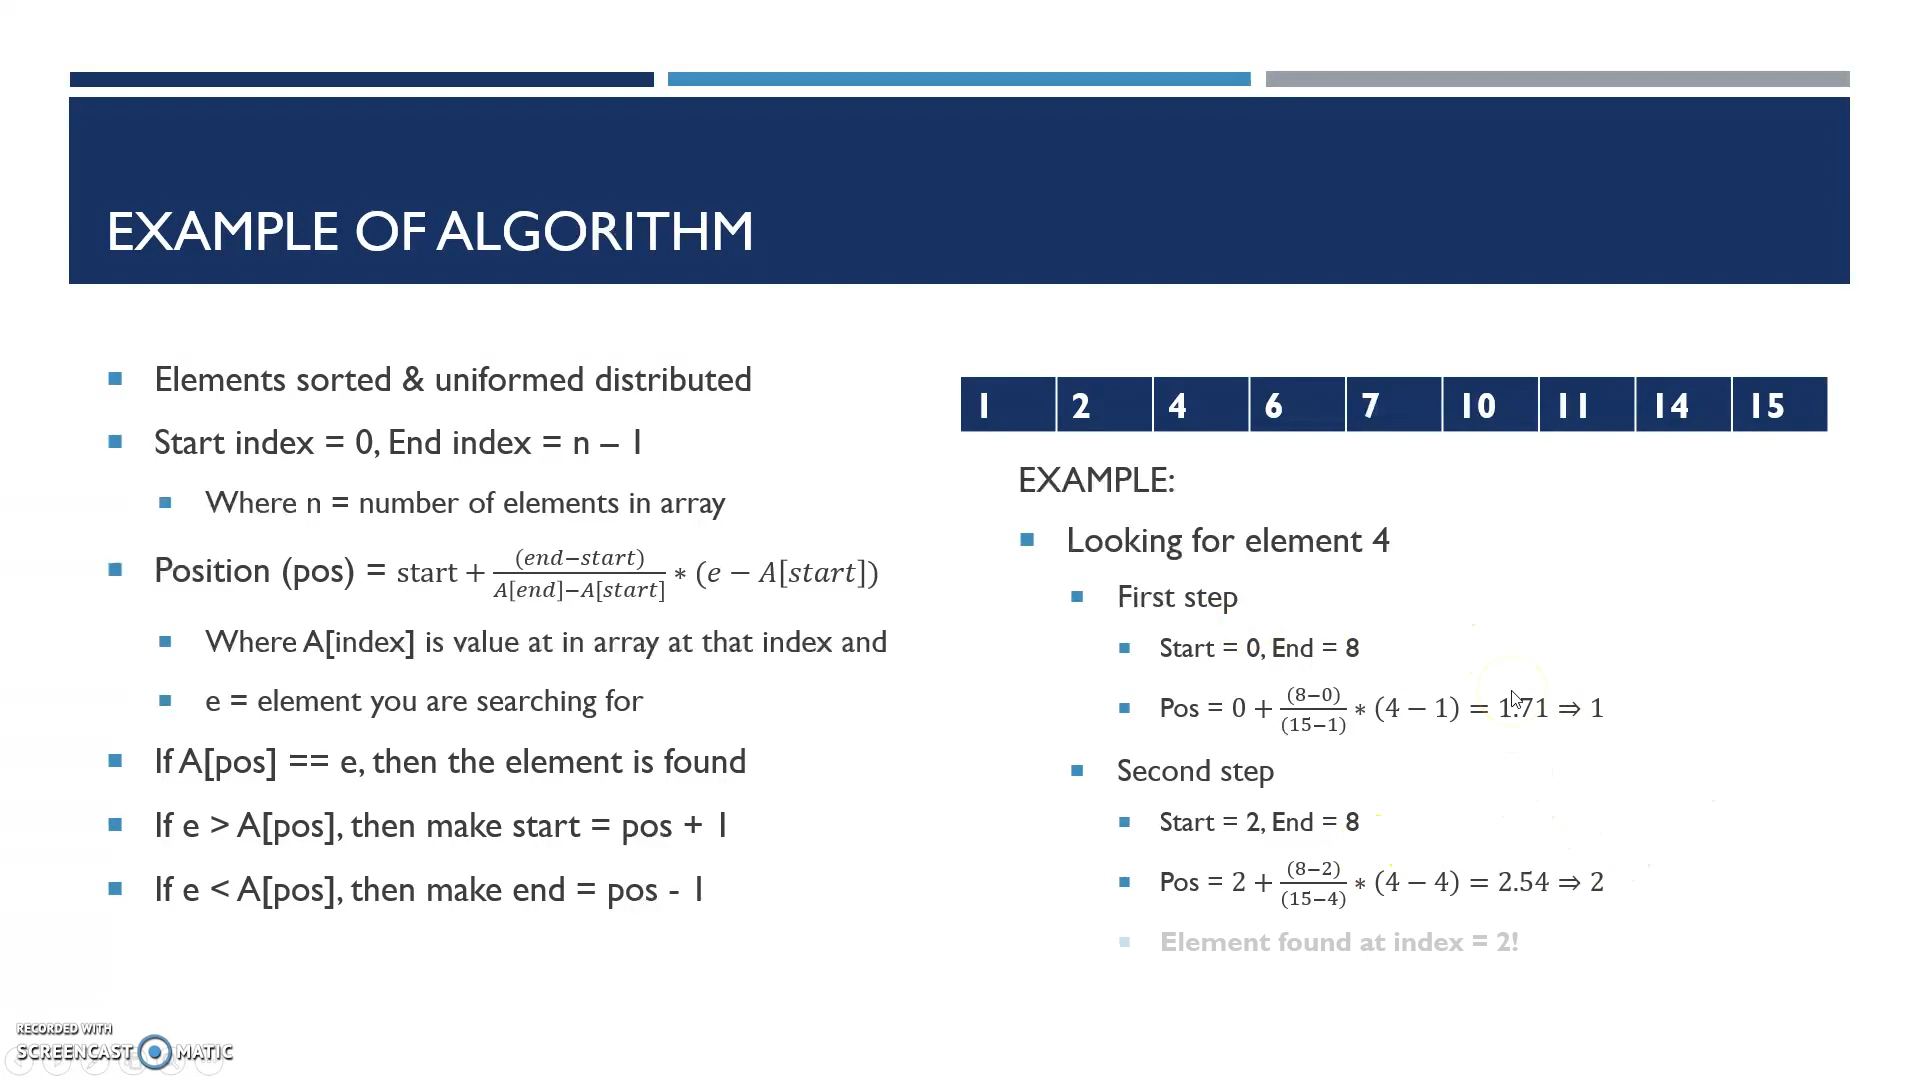 EXAMPLE OF ALGORITHM
Elements sorted & uniformed distributed
Start index = 0, End index = n – 1
Where n = number of elements in array
Position (pos) = start + (end−start) / A[end]−A[start] ∗ (e − A[start])
Where A[index] is value at in array at that index and
e = element you are searching for
If A[pos] == e, then the element is found
If e > A[pos], then make start = pos + 1
If e < A[pos], then make end = pos - 1
1 2 4 6 7 10 11 14 15
EXAMPLE:
Looking for element 4
First step
Start = 0, End = 8
Pos = 0 + (8−0) / (15−1) ∗ (4 − 1) = 1.71 ⇒ 1
Second step
Start = 2, End = 8
Pos = 2 + (8−2) / (15−4) ∗ (4 − 4) = 2.54 ⇒ 2
Element found at index = 2!
RECORDED WITH
SCREENCAST MATIC